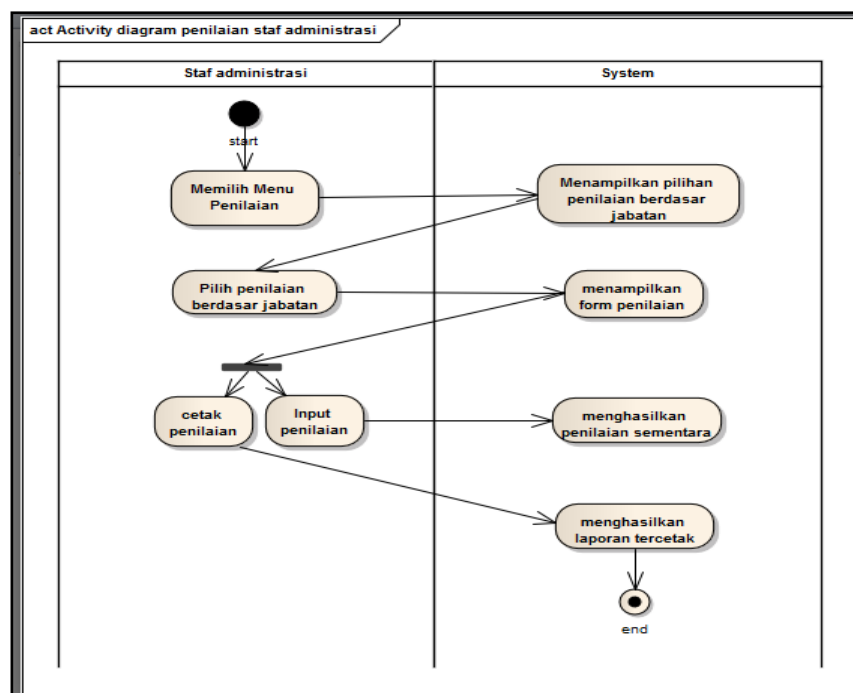 act Activity diagram penilaian staf administrasi
Staf administrasi
System
start
Memilih Menu
Penilaian
Menampilkan pilihan
penilaian berdasar
jabatan
Pilih penilaian
berdasar jabatan
menampilkan
form penilaian
cetak
penilaian
Input
penilaian
menghasilkan
penilaian sementara
menghasilkan
laporan tercetak
end